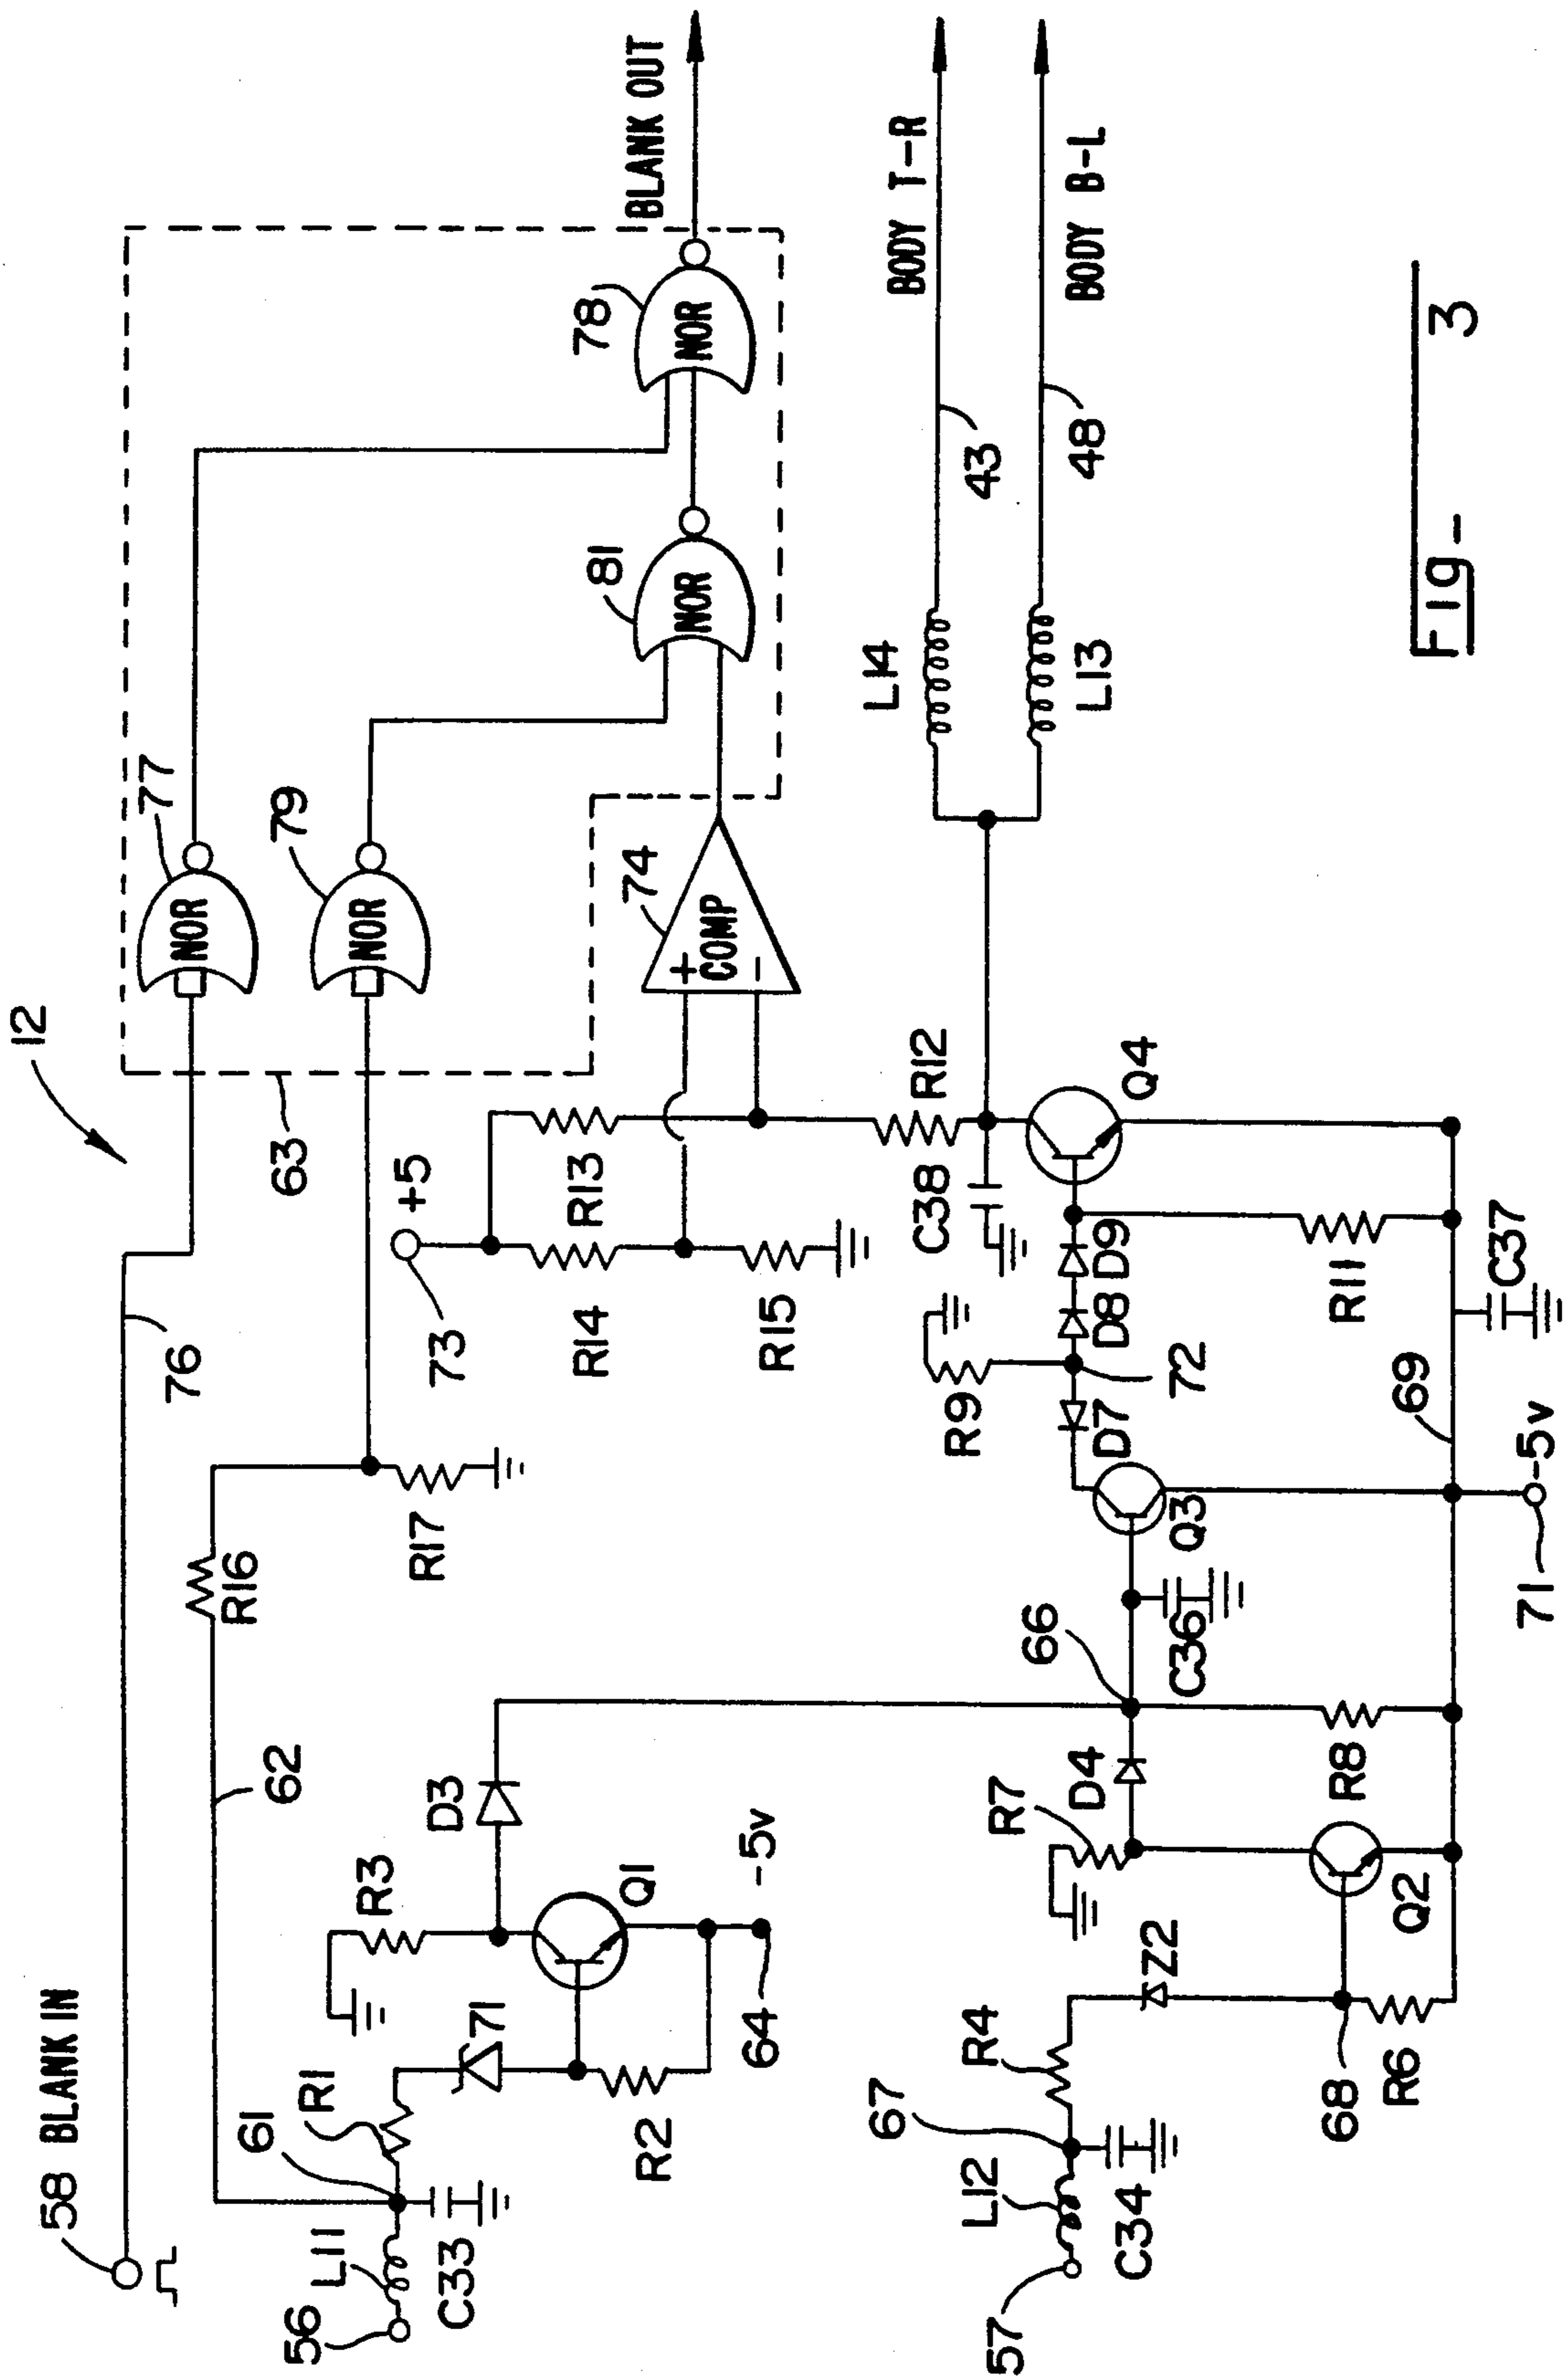 12
58 BLANK IN
76
77
NOR
63
62
R16
79
NOR
78
NOR
BLANK OUT
61
L11
R1
56
C33
71
R3
D3
R17
+5
73
R13
R14
R15
81
NOR
74
+
COMP
-
R2
Q1
64
-5v
L14
BODY T-R
43
BODY B-L
48
L13
67
R4
Z2
R7
D4
66
R9
C38
R12
57
L12
C34
68
R6
Q2
R8
C36
Q3
D7
72
D8
D9
Q4
R11
69
71
-5v
C37
Fig- 3